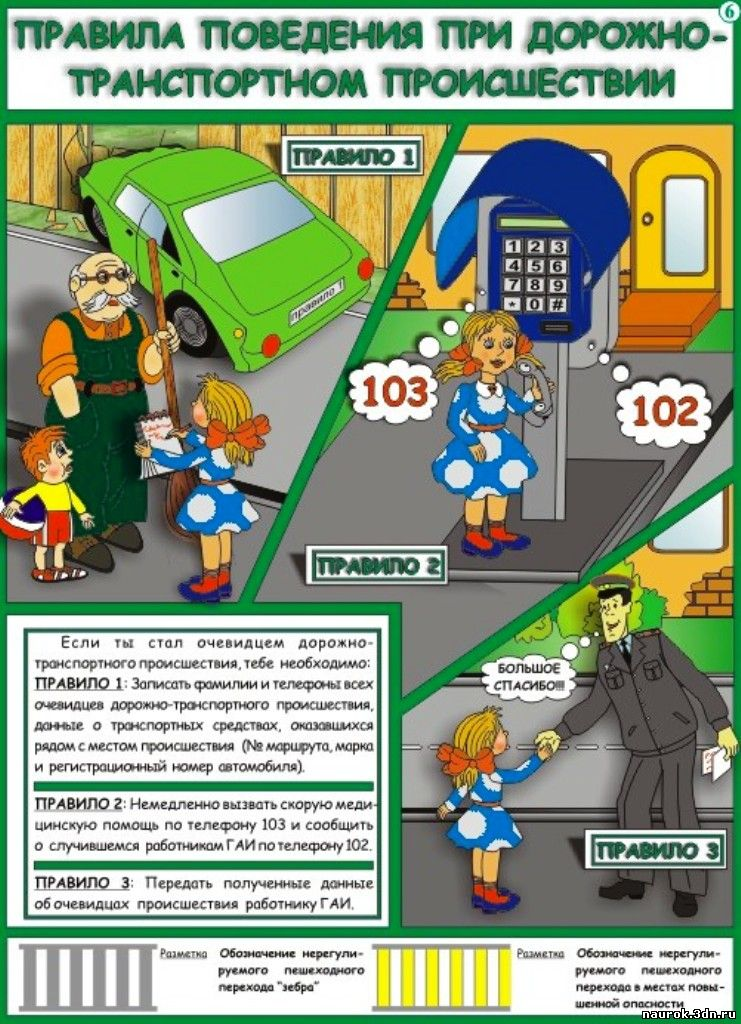 6
ПРАВИЛА ПОВЕДЕНИЯ ПРИ ДОРОЖНО-
ТРАНСПОРТНОМ ПРОИСШЕСТВИИ
ПРАВИЛО 1
правило 1
1 2 3
4 5 6
7 8 9
* 0 #
103
102
ПРАВИЛО 2
БОЛЬШОЕ
СПАСИБО!!!
ПРАВИЛО 3
Если ты стал очевидцем дорожно-
транспортного происшествия, тебе необходимо:
ПРАВИЛО 1: Записать фамилии и телефоны всех
очевидцев дорожно-транспортного происшествия,
данные о транспортных средствах, оказавшихся
рядом с местом происшествия (№ маршрута, марка
и регистрационный номер автомобиля).
ПРАВИЛО 2: Немедленно вызвать скорую меди-
цинскую помощь по телефону 103 и сообщить
о случившемся работникам ГАИ по телефону 102.
ПРАВИЛО 3: Передать полученные данные
об очевидцах происшествия работнику ГАИ.
Разметка
Обозначение нерегули-
руемого пешеходного
перехода "зебра"
Разметка
Обозначение нерегули-
руемого пешеходного
перехода в местах повы-
шенной опасности
naurok.3dn.ru